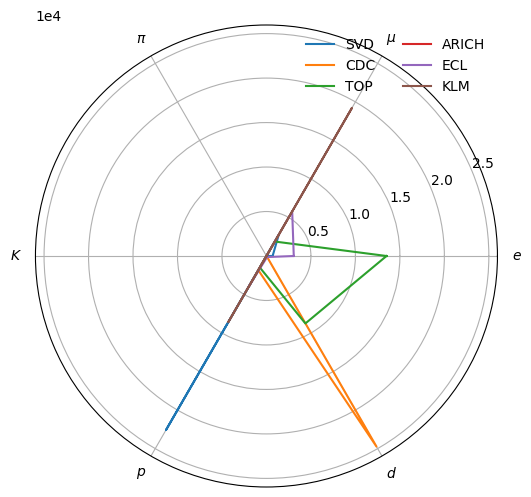 1e4
π
μ
SVD ARICH
CDC ECL
TOP KLM
2.5
2.0
1.5
1.0
0.5
K
e
p
d